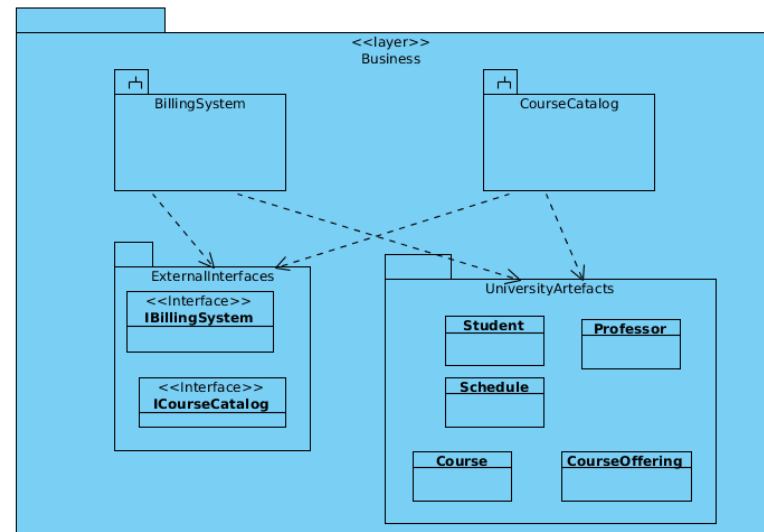 <<layer>>
Business
BillingSystem
CourseCatalog
ExternalInterfaces
<<Interface>>
IBillingSystem
<<Interface>>
ICourseCatalog
UniversityArtefacts
Student
Professor
Schedule
Course
CourseOffering